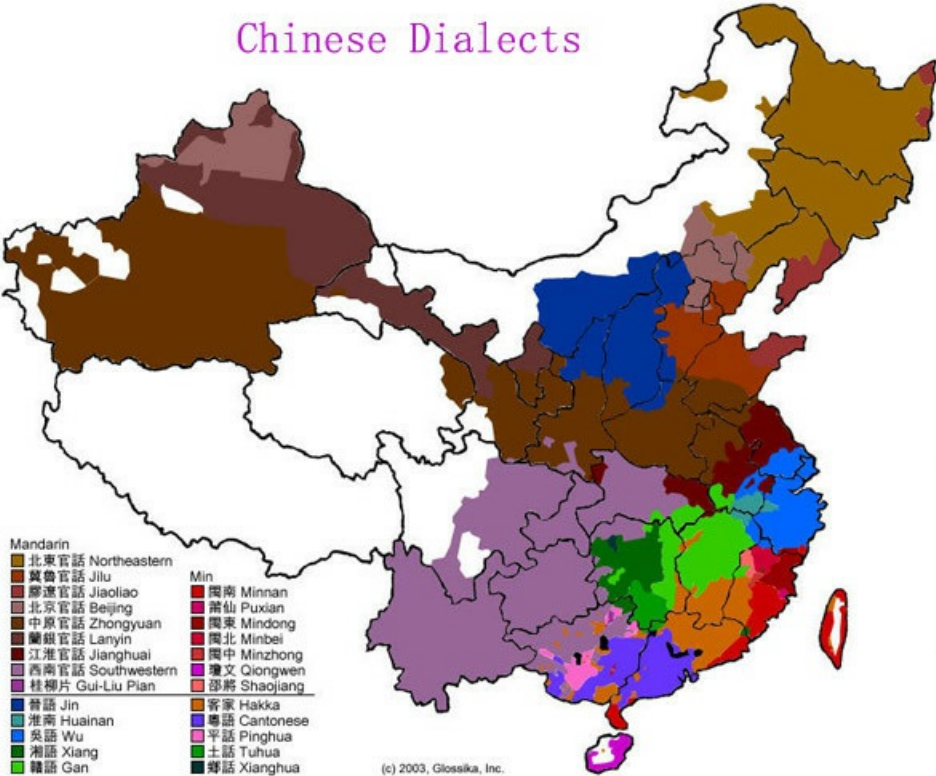 Chinese Dialects
Mandarin
北東官話 Northeastern
冀魯官話 Jilu
膠遼官話 Jiaoliao
北京官話 Beijing
中原官話 Zhongyuan
蘭銀官話 Lanyin
江淮官話 Jianghuai
西南官話 Southwestern
桂柳片 Gui-Liu Pian
晉語 Jin
淮南 Huainan
吳語 Wu
湘語 Xiang
贛語 Gan
Min
閩南 Minnan
莆仙 Puxian
閩東 Mindong
閩北 Minbei
閩中 Minzhong
瓊文 Qiongwen
邵將 Shaojiang
客家 Hakka
粵語 Cantonese
平話 Pinghua
土話 Tuhua
鄉話 Xianghua
(c) 2003, Glossika, Inc.